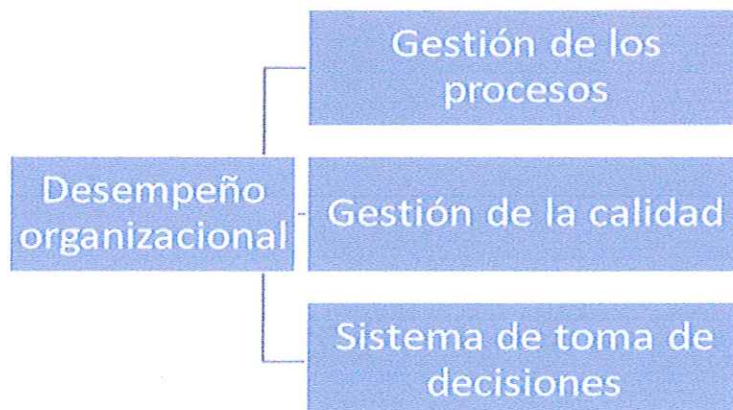 Gestión de los
procesos
Desempeño
organizacional
Gestión de la calidad
Sistema de toma de
decisiones